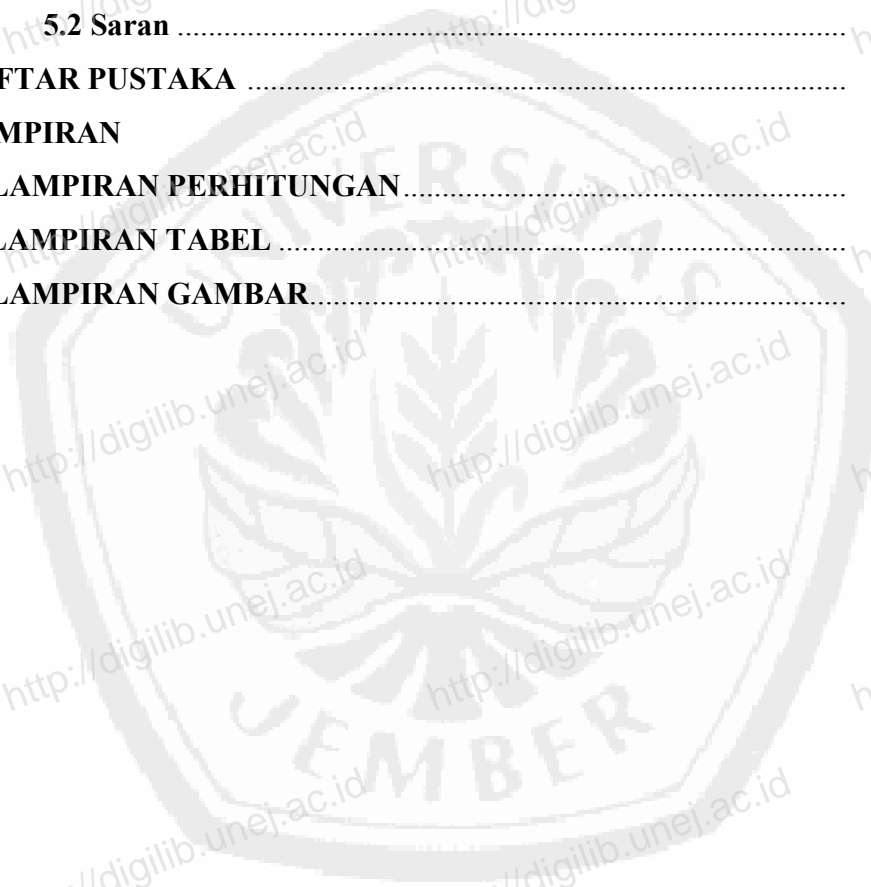 5.2 Saran ........................................................................................
FTAR PUSTAKA ...............................................................................
MPIRAN
LAMPIRAN PERHITUNGAN..........................................................
LAMPIRAN TABEL ..........................................................................
LAMPIRAN GAMBAR......................................................................
UNIVERSITAS
JEMBER
http://digilib.unej.ac.id
http://digilib.unej.ac.id
http://digilib.unej.ac.id
http://digilib.unej.ac.id
http://digilib.unej.ac.id
http://digilib.unej.ac.id
//digilib.unej.ac.id
//digilib.unej.ac.id